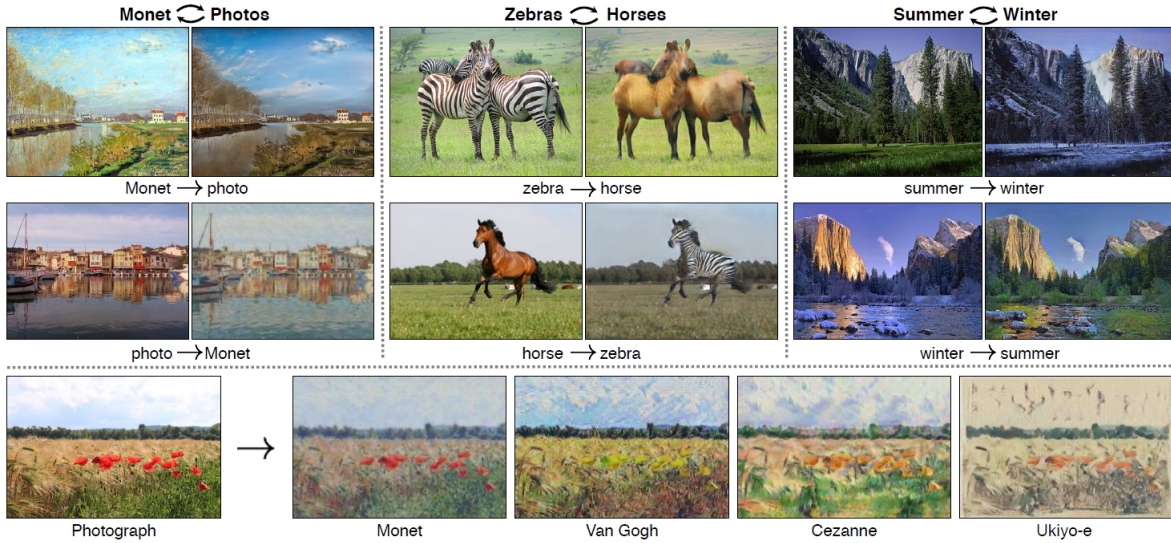 Monet ⇄ Photos
Zebras ⇄ Horses
Summer ⇄ Winter
Monet → photo
zebra → horse
summer → winter
photo → Monet
horse → zebra
winter → summer
Photograph
Monet
Van Gogh
Cezanne
Ukiyo-e